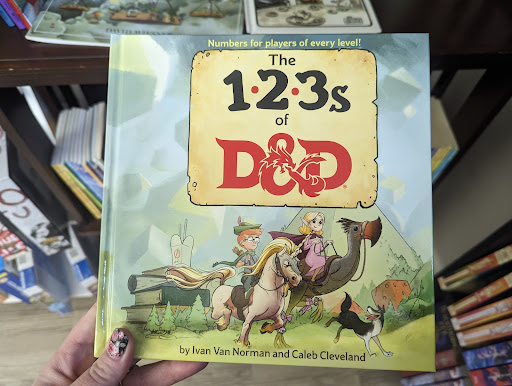 Numbers for players of every level!
The
1·2·3s
of
D&D
by Ivan Van Norman and Caleb Cleveland